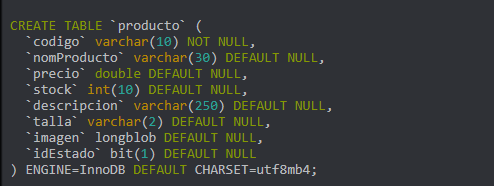 CREATE TABLE `producto` (
  `codigo` varchar(10) NOT NULL,
  `nomProducto` varchar(30) DEFAULT NULL,
  `precio` double DEFAULT NULL,
  `stock` int(10) DEFAULT NULL,
  `descripcion` varchar(250) DEFAULT NULL,
  `talla` varchar(2) DEFAULT NULL,
  `imagen` longblob DEFAULT NULL,
  `idEstado` bit(1) DEFAULT NULL
) ENGINE=InnoDB DEFAULT CHARSET=utf8mb4;